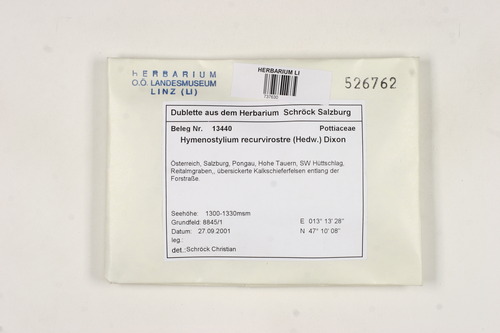 HERBARIUM
O.Ö. LANDESMUSEUM
LINZ (LI)
HERBARIUM LI
526762
Dublette aus dem Herbarium Schröck Salzburg
Beleg Nr. 13440 Pottiaceae
Hymenostylium recurvirostre (Hedw.) Dixon
Österreich, Salzburg, Pongau, Hohe Tauern, SW Hüttschlag,
Reitalmgraben,, übersickerte Kalkschieferfelsen entlang der
Forstraße.
Seehöhe: 1300-1330msm E 013° 13' 28"
Grundfeld: 8845/1 N 47° 10' 08"
Datum: 27.09.2001
leg.:
det.:Schröck Christian